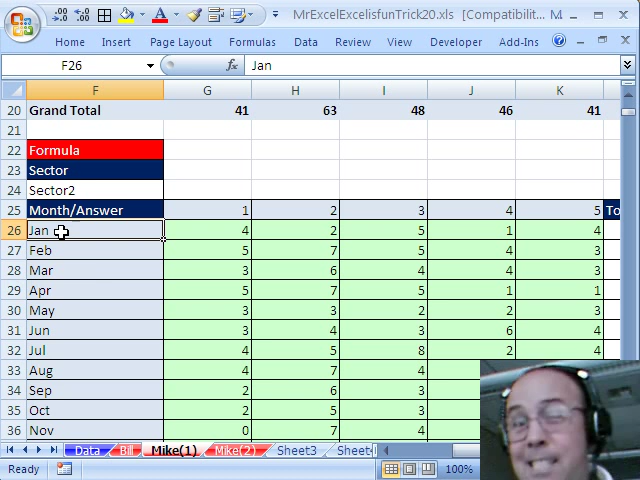 MrExcelExcelisfunTrick20.xls [Compatibilit...
Home Insert Page Layout Formulas Data Review View Developer Add-Ins
F26 fx Jan
F G H I J K
20 Grand Total 41 63 48 46 41
21
22 Formula
23 Sector
24 Sector2
25 Month/Answer 1 2 3 4 5 To
26 Jan 4 2 5 1 4
27 Feb 5 7 5 4 3
28 Mar 3 6 4 4 3
29 Apr 5 7 5 1 1
30 May 3 3 2 2 3
31 Jun 3 4 3 6 4
32 Jul 4 5 8 2 4
33 Aug 4 7 4
34 Sep 2 6 3
35 Oct 2 5 3
36 Nov 0 7 4
Data Bill Mike(1) Mike(2) Sheet3 Sheet
Ready 100%